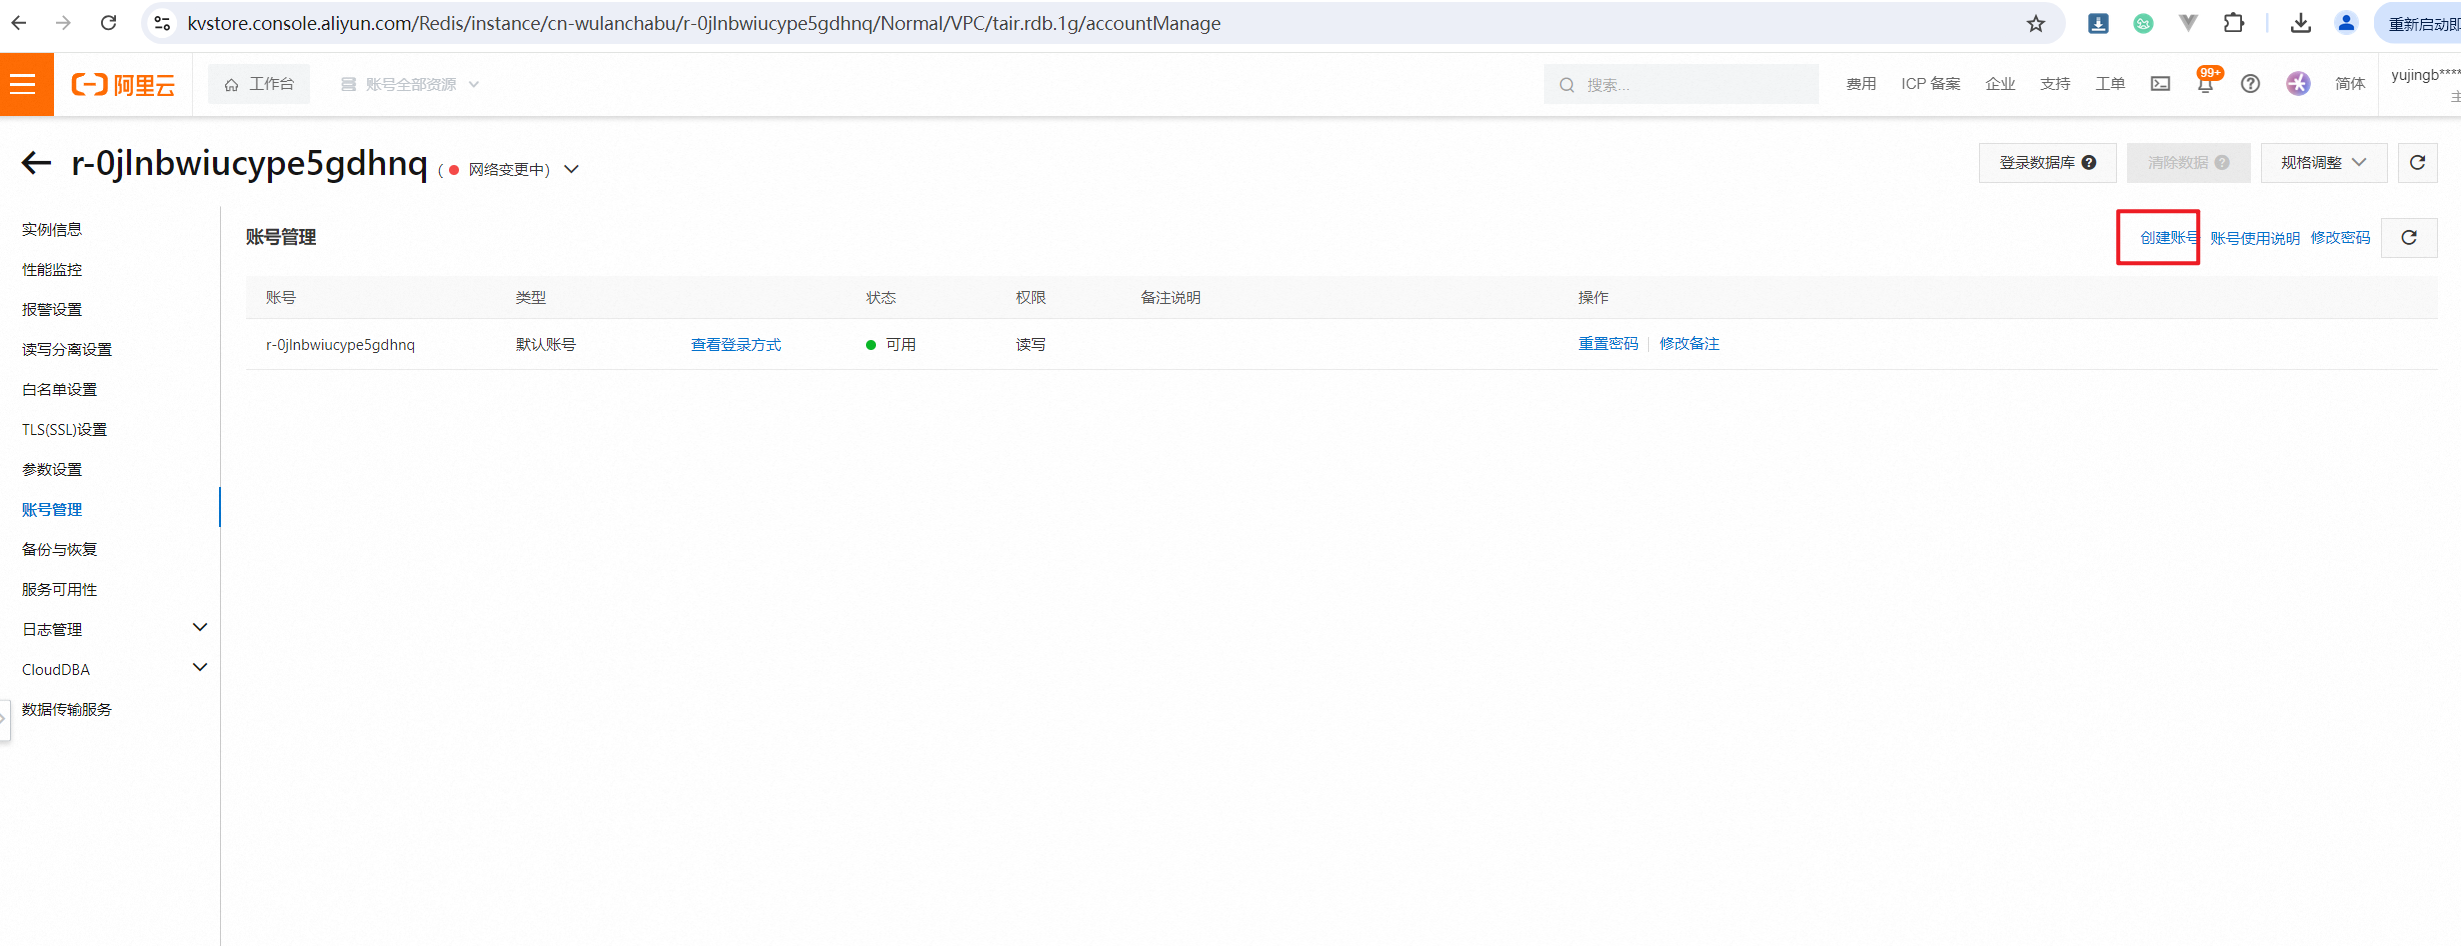 kvstore.console.aliyun.com/Redis/instance/cn-wulanchabu/r-0jlnbwiucype5gdhnq/Normal/VPC/tair.rdb.1g/accountManage
重新启动即
阿里云
工作台
账号全部资源
搜索...
费用
ICP 备案
企业
支持
工单
99+
简体
yujingb****
主
r-0jlnbwiucype5gdhnq
( 网络变更中)
登录数据库
清除数据
规格调整
实例信息
性能监控
报警设置
读写分离设置
白名单设置
TLS(SSL)设置
参数设置
账号管理
备份与恢复
服务可用性
日志管理
CloudDBA
数据传输服务
账号管理
创建账号
账号使用说明
修改密码
账号 类型 状态 权限 备注说明 操作
r-0jlnbwiucype5gdhnq 默认账号 查看登录方式 可用 读写 重置密码 修改备注